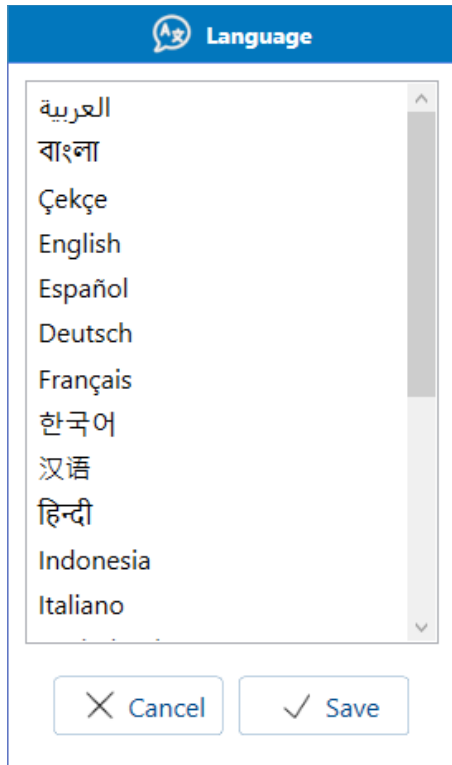 Language
العربية
বাংলা
Çekçe
English
Español
Deutsch
Français
한국어
汉语
हिन्दी
Indonesia
Italiano
Cancel
Save